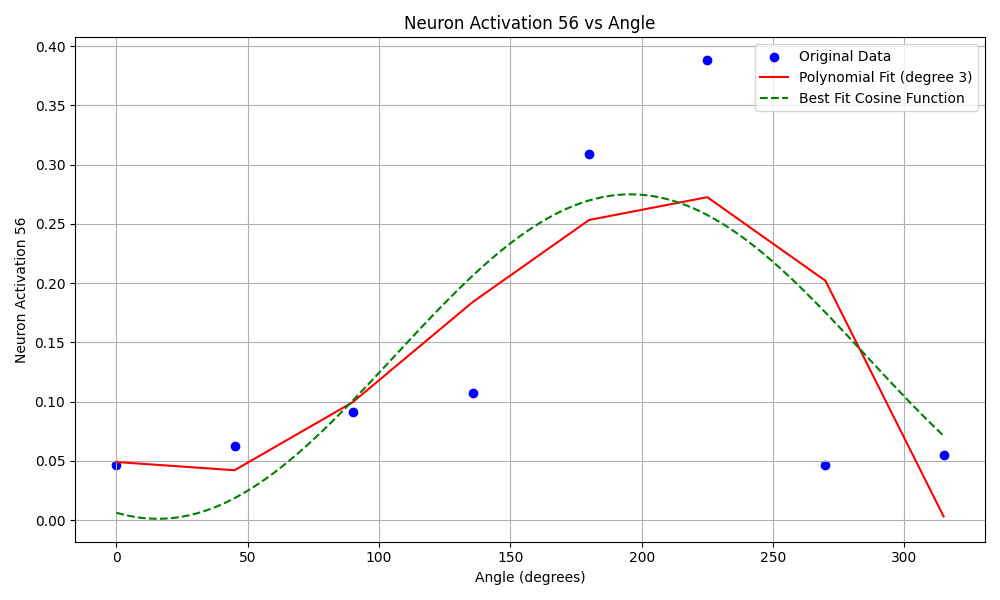 Neuron Activation 56 vs Angle
Original Data
Polynomial Fit (degree 3)
Best Fit Cosine Function
Neuron Activation 56
0.40
0.35
0.30
0.25
0.20
0.15
0.10
0.05
0.00
0 50 100 150 200 250 300
Angle (degrees)